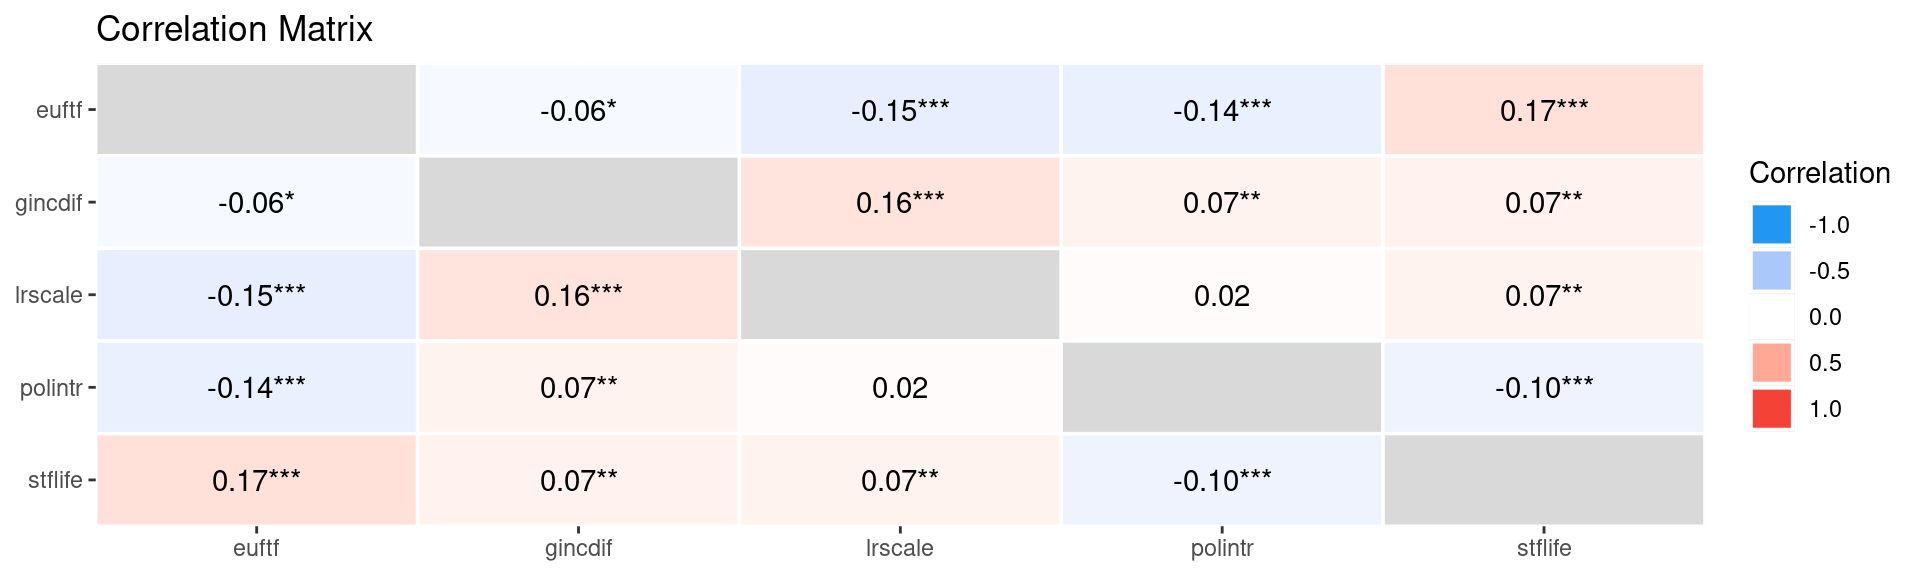 Correlation Matrix
euftf -0.06* -0.15*** -0.14*** 0.17***
gincdif -0.06* 0.16*** 0.07** 0.07**
lrscale -0.15*** 0.16*** 0.02 0.07**
polintr -0.14*** 0.07** 0.02 -0.10***
stflife 0.17*** 0.07** 0.07** -0.10***
euftf gincdif lrscale polintr stflife
Correlation
-1.0
-0.5
0.0
0.5
1.0